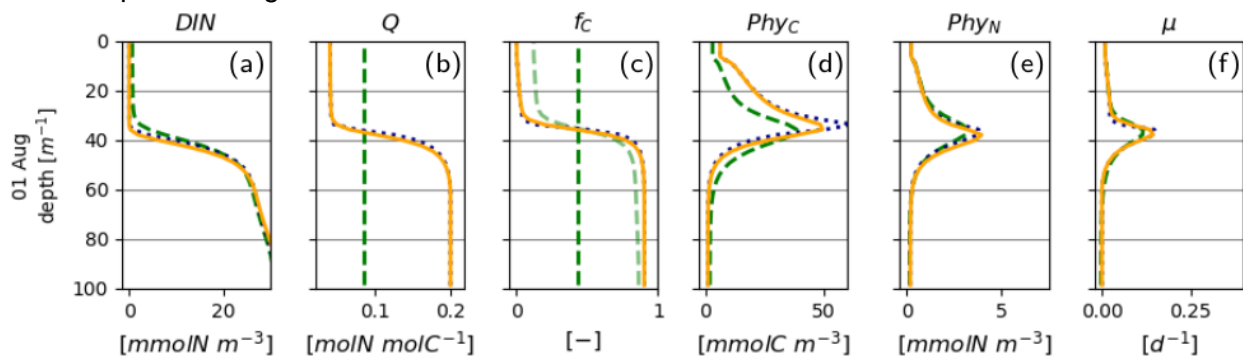 DIN Q f_C Phy_C Phy_N μ
0 (a) (b) (c) (d) (e) (f)
20
40
60
80
100
01 Aug
depth [m⁻¹]
0 20 0.1 0.2 0 1 0 50 0 5 0.00
[mmolN m⁻³] [molN molC⁻¹] [−] [mmolC m⁻³] [mmolN m⁻³] [d⁻¹]